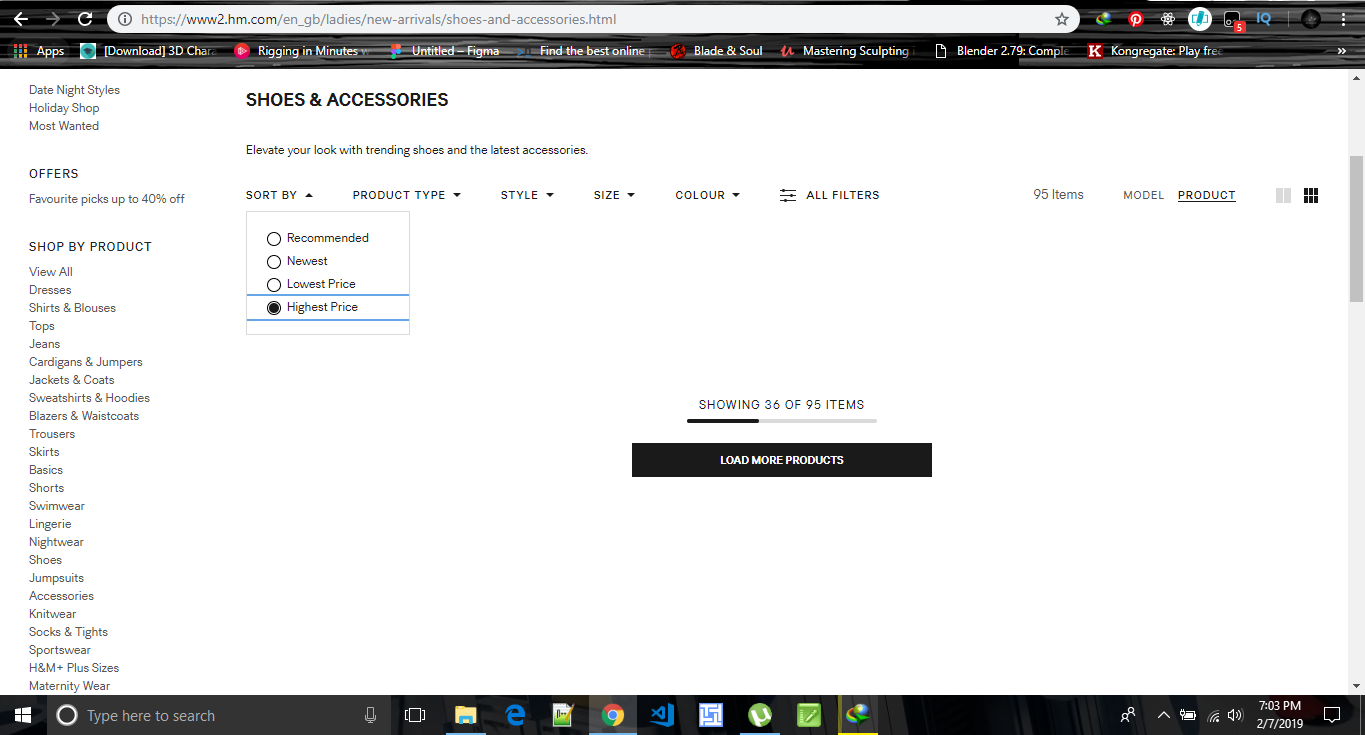 https://www2.hm.com/en_gb/ladies/new-arrivals/shoes-and-accessories.html
IQ
5
Apps
[Download] 3D Chara
Rigging in Minutes
Untitled – Figma
Find the best online
Blade & Soul
Mastering Sculpting
Blender 2.79: Comple
Kongregate: Play free
»
Date Night Styles
Holiday Shop
Most Wanted
OFFERS
Favourite picks up to 40% off
SHOP BY PRODUCT
View All
Dresses
Shirts & Blouses
Tops
Jeans
Cardigans & Jumpers
Jackets & Coats
Sweatshirts & Hoodies
Blazers & Waistcoats
Trousers
Skirts
Basics
Shorts
Swimwear
Lingerie
Nightwear
Shoes
Jumpsuits
Accessories
Knitwear
Socks & Tights
Sportswear
H&M+ Plus Sizes
Maternity Wear
SHOES & ACCESSORIES
Elevate your look with trending shoes and the latest accessories.
SORT BY PRODUCT TYPE STYLE SIZE COLOUR ALL FILTERS 95 Items MODEL PRODUCT
Recommended
Newest
Lowest Price
Highest Price
SHOWING 36 OF 95 ITEMS
LOAD MORE PRODUCTS
Type here to search
7:03 PM
2/7/2019